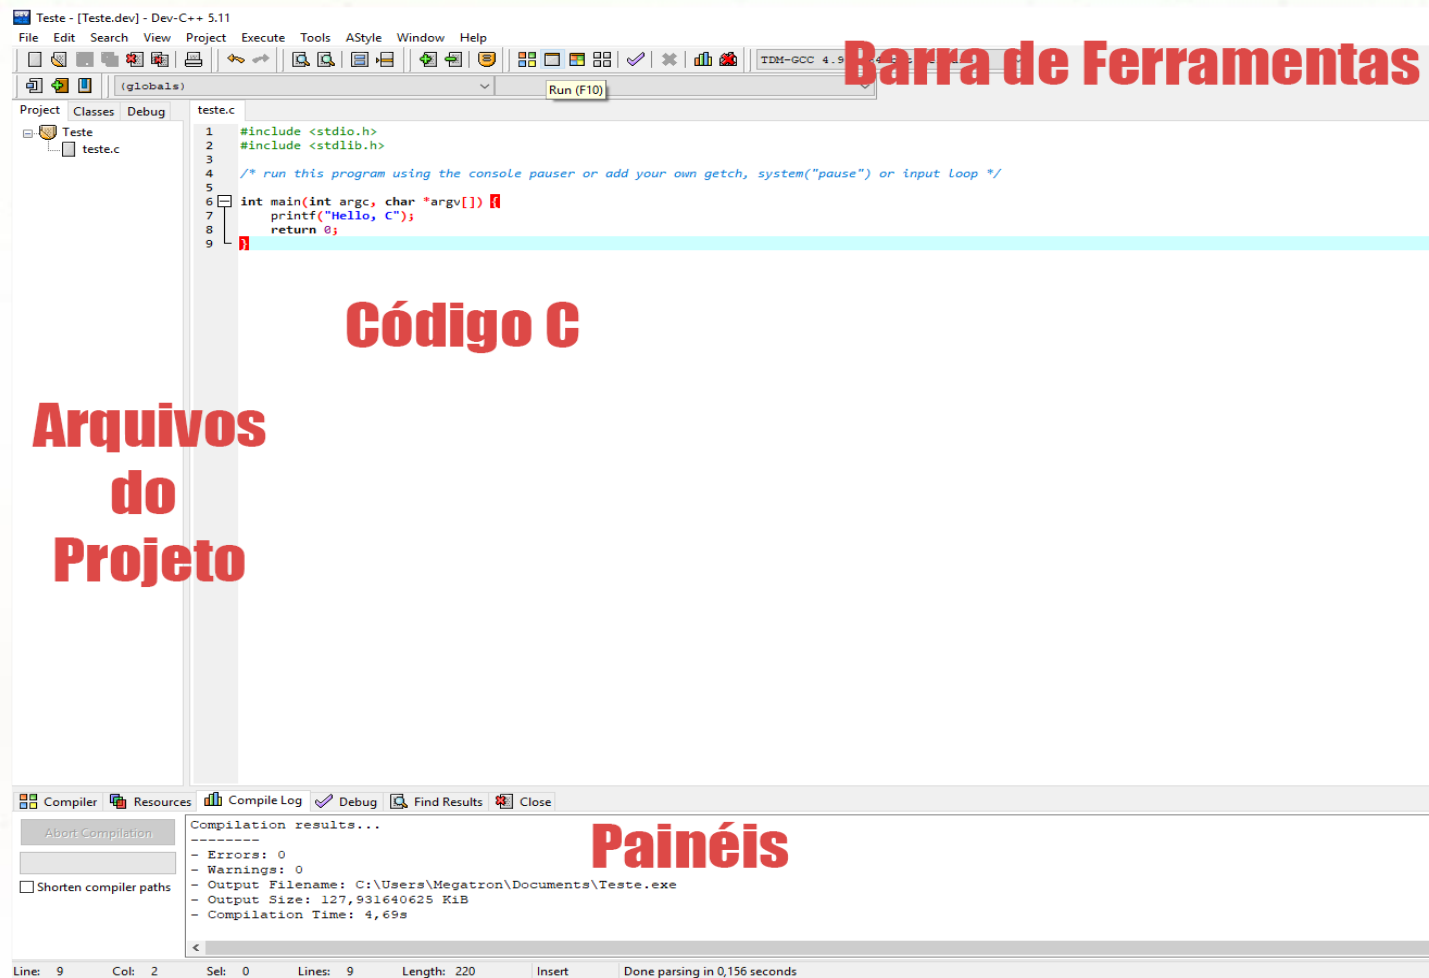 Teste - [Teste.dev] - Dev-C++ 5.11
File Edit Search View Project Execute Tools AStyle Window Help
TDM-GCC 4.9
Barra de Ferramentas
(globals)
Run (F10)
Project Classes Debug
teste.c
Teste
teste.c
1 #include <stdio.h>
2 #include <stdlib.h>
3
4 /* run this program using the console pauser or add your own getch, system("pause") or input loop */
5
6 int main(int argc, char *argv[]) {
7 printf("Hello, C");
8 return 0;
9 }
Código C
Arquivos
do
Projeto
Compiler Resources Compile Log Debug Find Results Close
Abort Compilation
Shorten compiler paths
Compilation results...
--------
- Errors: 0
- Warnings: 0
- Output Filename: C:\Users\Megatron\Documents\Teste.exe
- Output Size: 127,931640625 KiB
- Compilation Time: 4,69s
Painéis
Line: 9 Col: 2 Sel: 0 Lines: 9 Length: 220 Insert Done parsing in 0,156 seconds